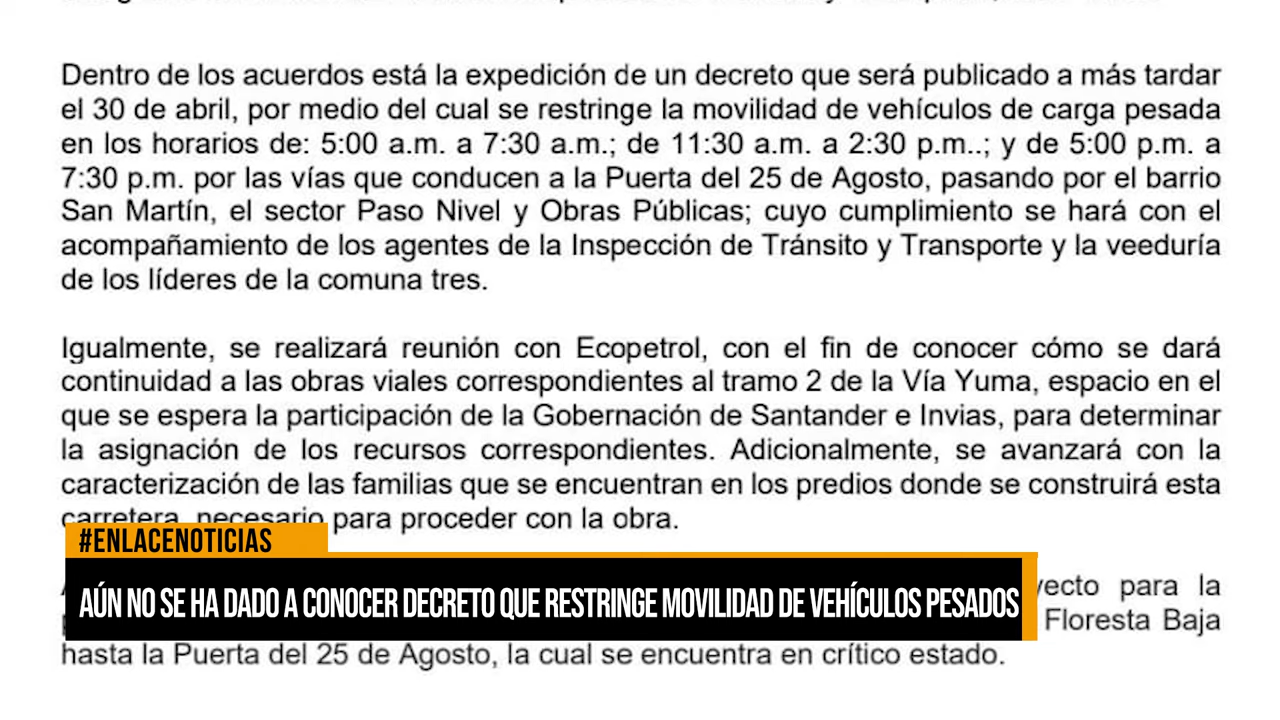 Dentro de los acuerdos está la expedición de un decreto que será publicado a más tardar
el 30 de abril, por medio del cual se restringe la movilidad de vehículos de carga pesada
en los horarios de: 5:00 a.m. a 7:30 a.m.; de 11:30 a.m. a 2:30 p.m..; y de 5:00 p.m. a
7:30 p.m. por las vías que conducen a la Puerta del 25 de Agosto, pasando por el barrio
San Martín, el sector Paso Nivel y Obras Públicas; cuyo cumplimiento se hará con el
acompañamiento de los agentes de la Inspección de Tránsito y Transporte y la veeduría
de los líderes de la comuna tres.
Igualmente, se realizará reunión con Ecopetrol, con el fin de conocer cómo se dará
continuidad a las obras viales correspondientes al tramo 2 de la Vía Yuma, espacio en el
que se espera la participación de la Gobernación de Santander e Invias, para determinar
la asignación de los recursos correspondientes. Adicionalmente, se avanzará con la
caracterización de las familias que se encuentran en los predios donde se construirá esta
carretera, necesario para proceder con la obra.
#ENLACENOTICIAS
AÚN NO SE HA DADO A CONOCER DECRETO QUE RESTRINGE MOVILIDAD DE VEHÍCULOS PESADOS
para la
Floresta Baja
hasta la Puerta del 25 de Agosto, la cual se encuentra en crítico estado.